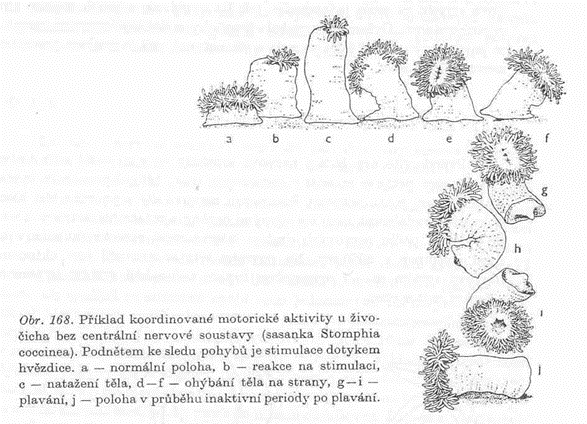 a b c d e f
g
h
i
j
Obr. 168. Příklad koordinované motorické aktivity u živo-
čicha bez centrální nervové soustavy (sasanka Stomphia
coccinea). Podnětem ke sledu pohybů je stimulace dotykem
hvězdice. a — normální poloha, b — reakce na stimulaci,
c — natažení těla, d—f — ohýbání těla na strany, g—i —
plavání, j — poloha v průběhu inaktivní periody po plavání.